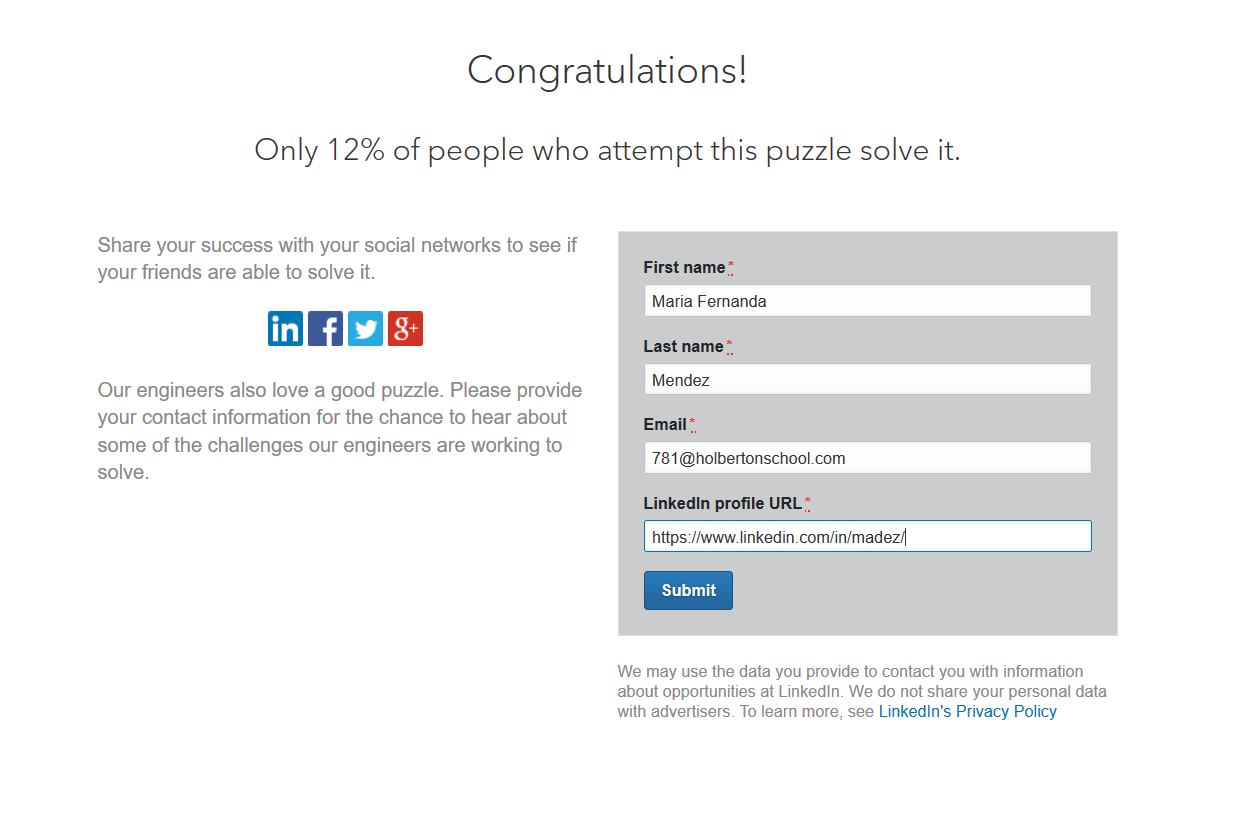 Congratulations!
Only 12% of people who attempt this puzzle solve it.
Share your success with your social networks to see if
your friends are able to solve it.
in f g+
Our engineers also love a good puzzle. Please provide
your contact information for the chance to hear about
some of the challenges our engineers are working to
solve.
First name*
Maria Fernanda
Last name*
Mendez
Email*
781@holbertonschool.com
LinkedIn profile URL*
https://www.linkedin.com/in/madez/
Submit
We may use the data you provide to contact you with information
about opportunities at LinkedIn. We do not share your personal data
with advertisers. To learn more, see LinkedIn's Privacy Policy